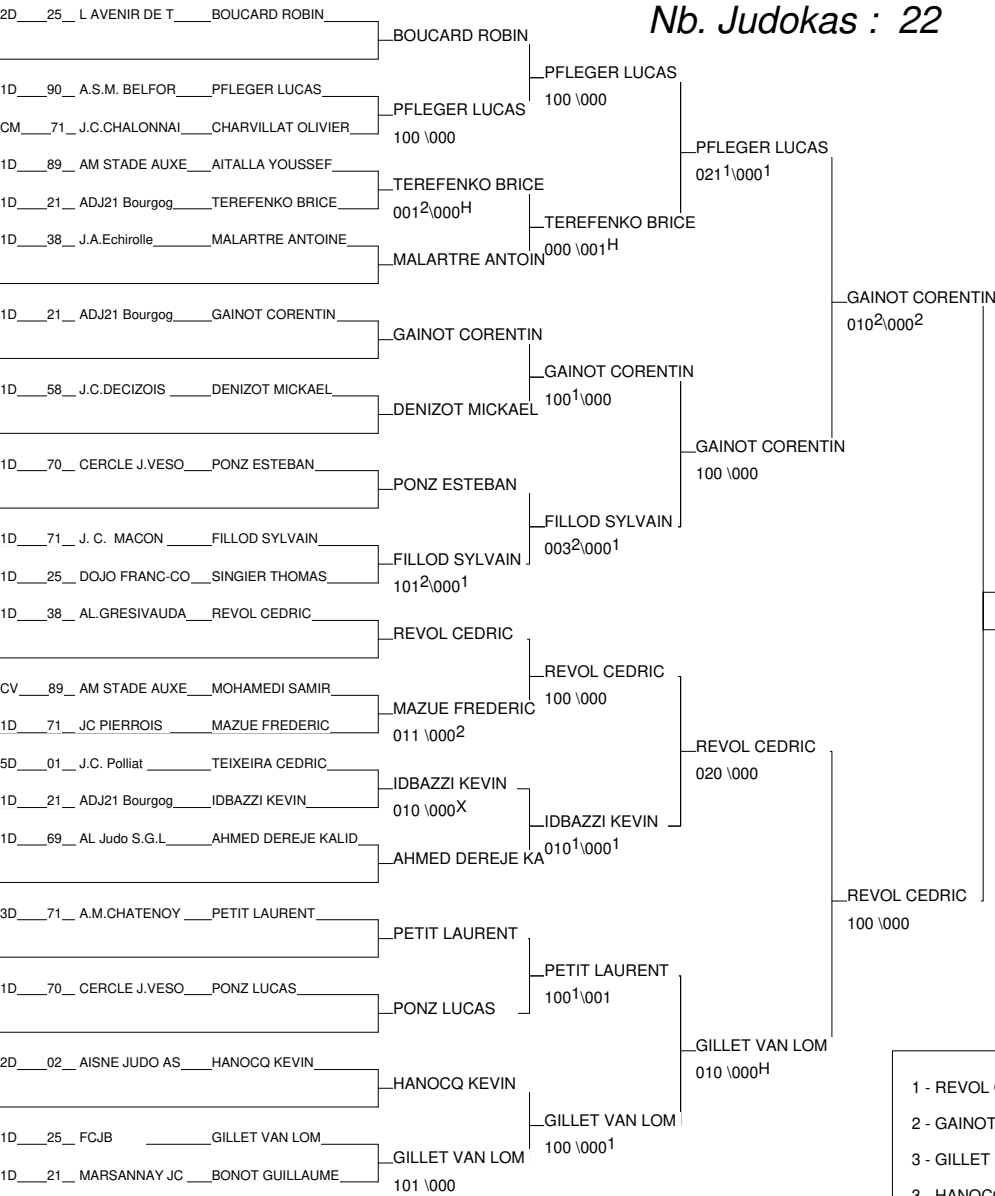 Nb. Judokas : 22
2D 25 L AVENIR DE T BOUCARD ROBIN
1D 90 A.S.M. BELFOR PFLEGER LUCAS
CM 71 J.C.CHALONNAI CHARVILLAT OLIVIER
1D 89 AM STADE AUXE AITALLA YOUSSEF
1D 21 ADJ21 Bourgog TEREFENKO BRICE
1D 38 J.A.Echirolle MALARTRE ANTOINE
1D 21 ADJ21 Bourgog GAINOT CORENTIN
1D 58 J.C.DECIZOIS DENIZOT MICKAEL
1D 70 CERCLE J.VESO PONZ ESTEBAN
1D 71 J. C. MACON FILLOD SYLVAIN
1D 25 DOJO FRANC-CO SINGIER THOMAS
1D 38 AL.GRESIVAUDA REVOL CEDRIC
CV 89 AM STADE AUXE MOHAMEDI SAMIR
1D 71 JC PIERROIS MAZUE FREDERIC
5D 01 J.C. Polliat TEIXEIRA CEDRIC
1D 21 ADJ21 Bourgog IDBAZZI KEVIN
1D 69 AL Judo S.G.L AHMED DEREJE KALID
3D 71 A.M.CHATENOY PETIT LAURENT
1D 70 CERCLE J.VESO PONZ LUCAS
2D 02 AISNE JUDO AS HANOCQ KEVIN
1D 25 FCJB GILLET VAN LOM
1D 21 MARSANNAY JC BONOT GUILLAUME
BOUCARD ROBIN
PFLEGER LUCAS
100 \000
TEREFENKO BRICE
001² \000H
MALARTRE ANTOIN
GAINOT CORENTIN
DENIZOT MICKAEL
PONZ ESTEBAN
FILLOD SYLVAIN
101²\000¹
REVOL CEDRIC
MAZUE FREDERIC
011 \000²
IDBAZZI KEVIN
010 \000X
AHMED DEREJE KA
PETIT LAURENT
PONZ LUCAS
HANOCQ KEVIN
GILLET VAN LOM
101 \000
PFLEGER LUCAS
100 \000
TEREFENKO BRICE
000 \001H
GAINOT CORENTIN
100¹\000
FILLOD SYLVAIN
003²\000¹
REVOL CEDRIC
100 \000
IDBAZZI KEVIN
010¹\000¹
PETIT LAURENT
100¹\001
GILLET VAN LOM
100 \000¹
PFLEGER LUCAS
021¹\000¹
GAINOT CORENTIN
100 \000
REVOL CEDRIC
020 \000
GILLET VAN LOM
010 \000H
GAINOT CORENTIN
010²\000²
REVOL CEDRIC
100 \000
1 - REVOL
2 - GAINOT
3 - GILLET
3 - HANOCQ